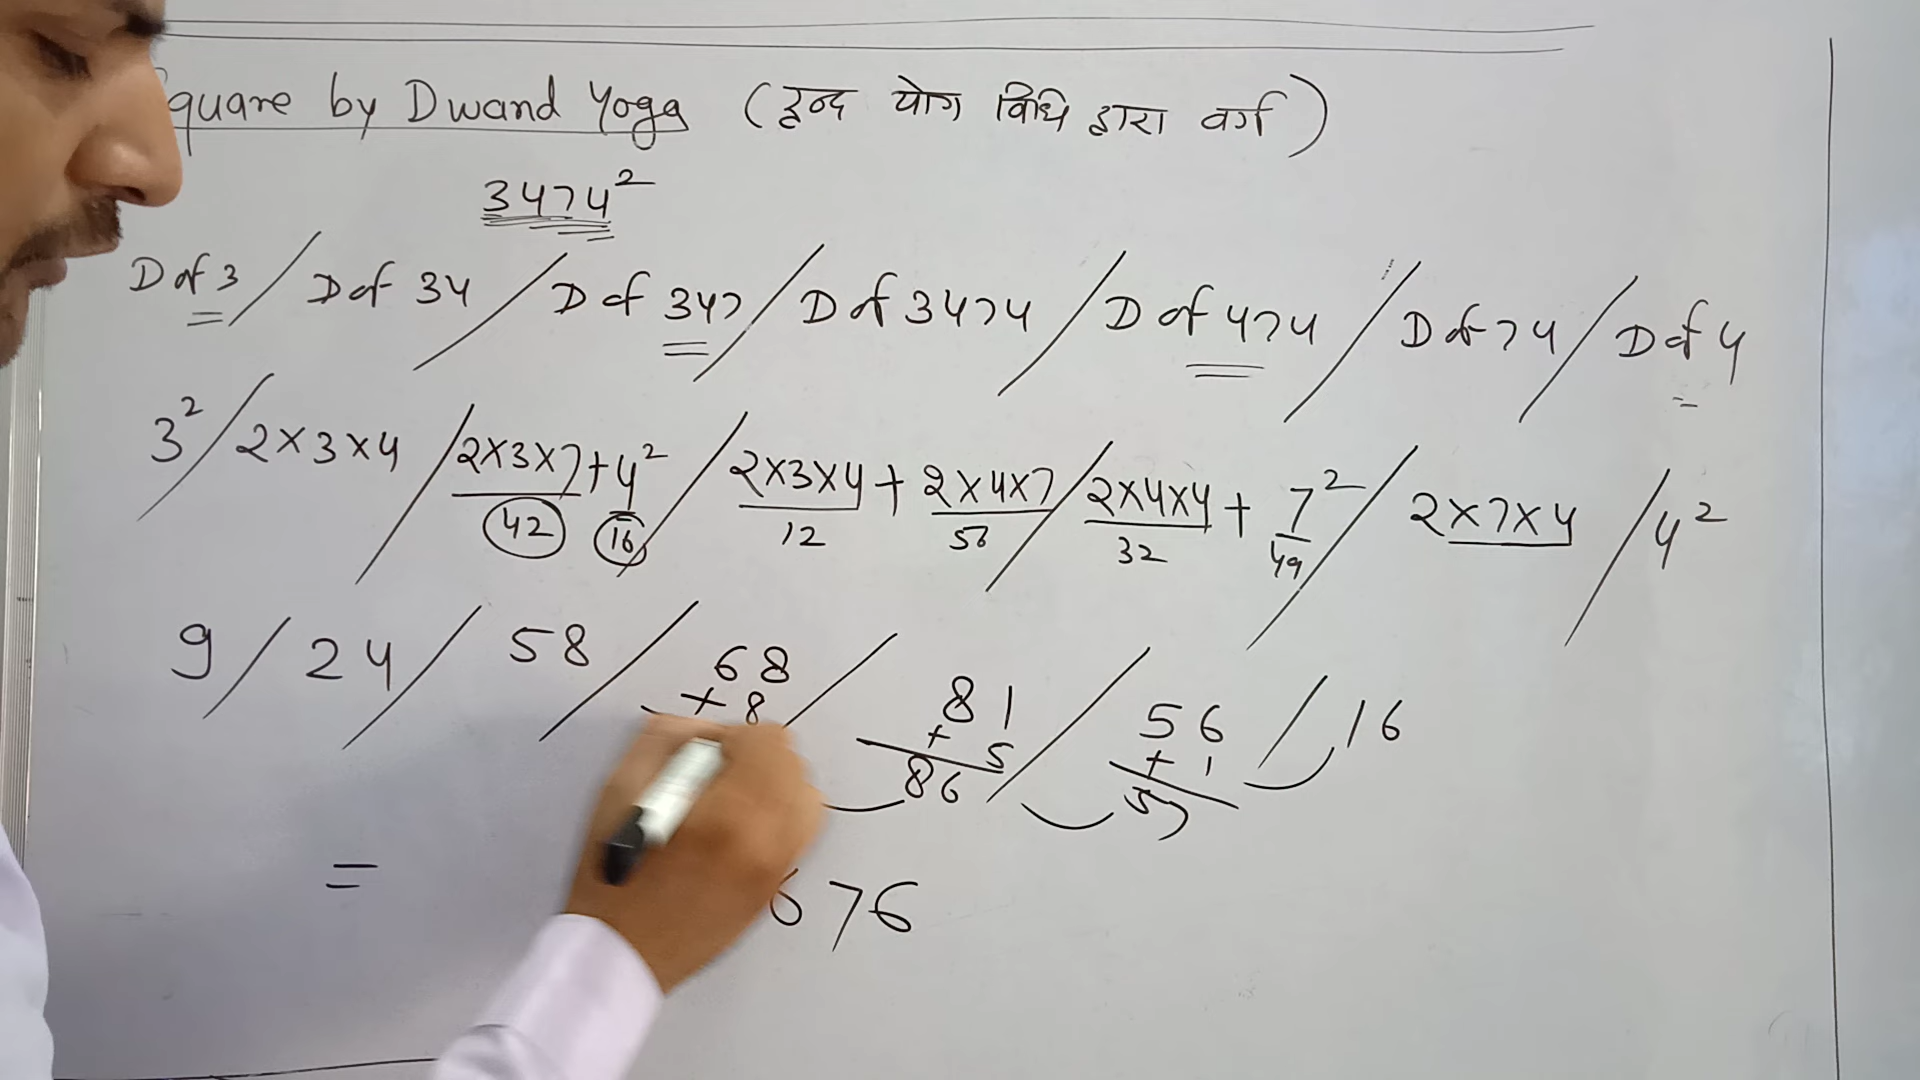 quare by Dwand Yoga (द्वन्द योग विधि द्वारा वर्ग)
3474²
D of 3 / D of 34 / D of 347 / D of 3474 / D of 474 / D of 74 / D of 4
3² / 2×3×4 / 2×3×7+4² / 2×3×4 + 2×4×7 / 2×4×4 + 7² / 2×7×4 / 4²
42 16 12 56 32 49
9 / 24 / 58 / 68 / 81 / 56 / 16
+ 8 + 5 + 1
86 57
= 676